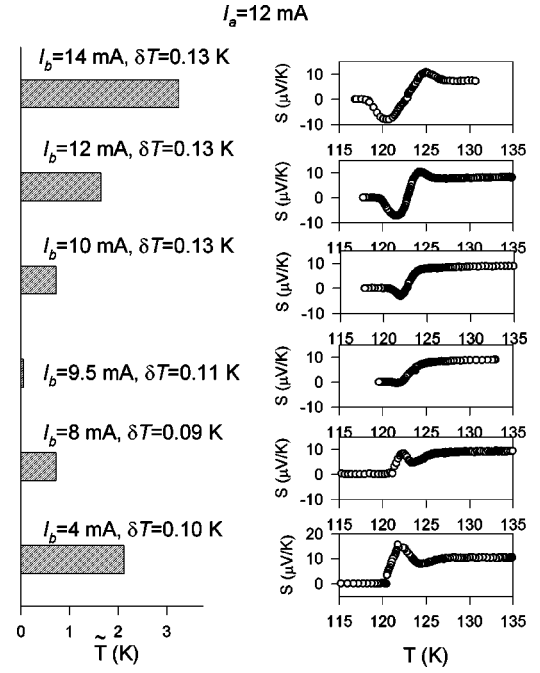 I_a=12 mA
I_b=14 mA, δT=0.13 K
I_b=12 mA, δT=0.13 K
I_b=10 mA, δT=0.13 K
I_b=9.5 mA, δT=0.11 K
I_b=8 mA, δT=0.09 K
I_b=4 mA, δT=0.10 K
0 1 2 3
T̃ (K)
S (μV/K)
10
0
-10
115 120 125 130 135
S (μV/K)
10
0
-10
115 120 125 130 135
S (μV/K)
10
0
-10
115 120 125 130 135
S (μV/K)
10
0
-10
115 120 125 130 135
S (μV/K)
10
0
-10
115 120 125 130 135
S (μV/K)
20
10
0
115 120 125 130 135
T (K)